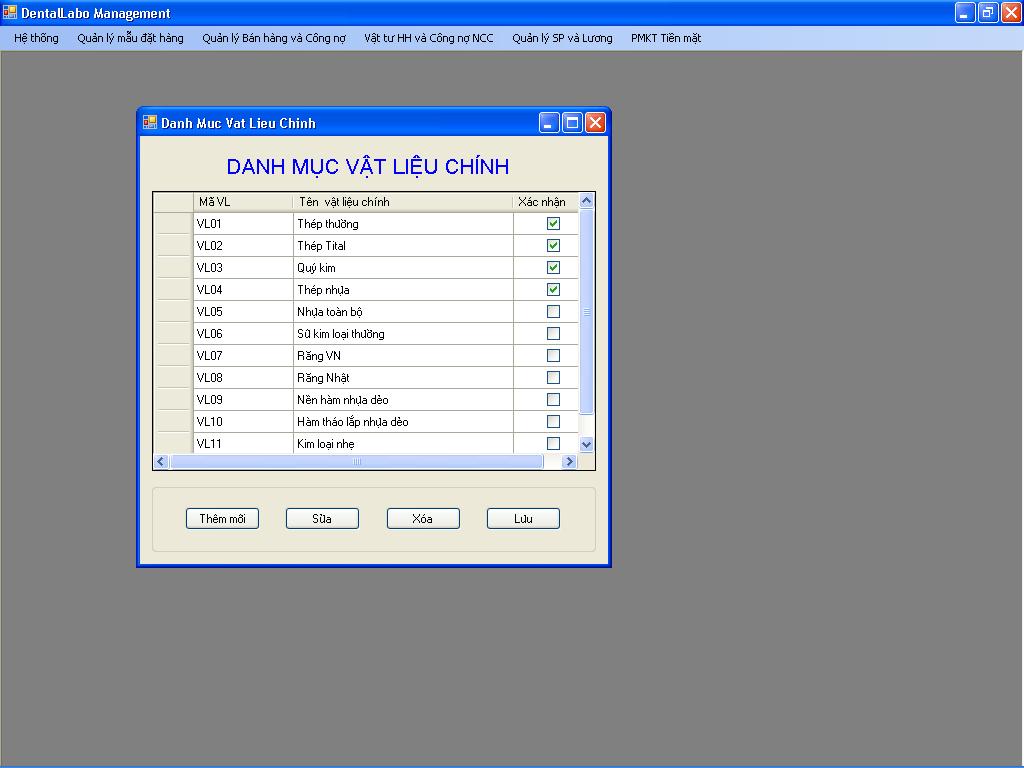 DentalLabo Management
Hệ thống Quản lý mẫu đặt hàng Quản lý Bán hàng và Công nợ Vật tư HH và Công nợ NCC Quản lý SP và Lương PMKT Tiền mặt
Danh Muc Vat Lieu Chinh
DANH MỤC VẬT LIỆU CHÍNH
Mã VL Tên vật liệu chính Xác nhận
VL01 Thép thường
VL02 Thép Tital
VL03 Quý kim
VL04 Thép nhựa
VL05 Nhựa toàn bộ
VL06 Sứ kim loại thường
VL07 Răng VN
VL08 Răng Nhật
VL09 Nền hàm nhựa dẻo
VL10 Hàm tháo lắp nhựa dẻo
VL11 Kim loại nhẹ
Thêm mới Sửa Xóa Lưu